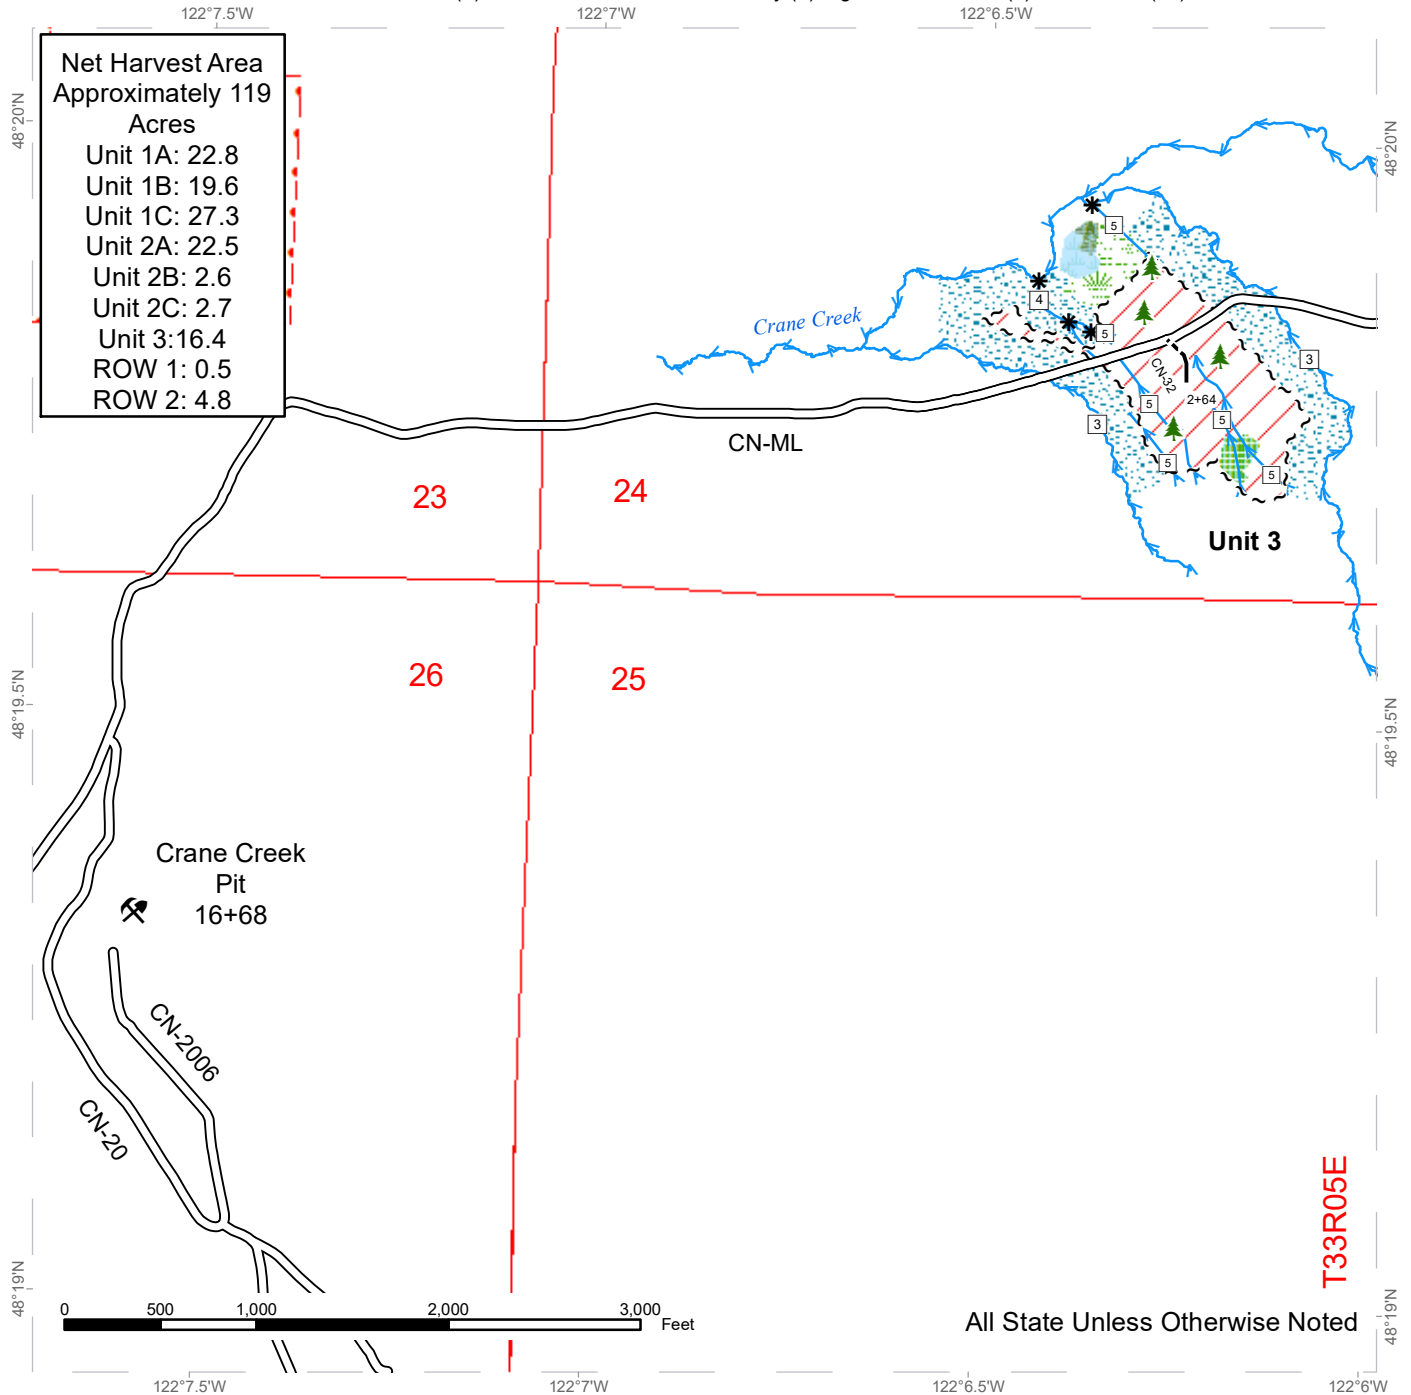 122°7.5'W
122°7'W
122°6.5'W
Net Harvest Area
Approximately 119
Acres
Unit 1A: 22.8
Unit 1B: 19.6
Unit 1C: 27.3
Unit 2A: 22.5
Unit 2B: 2.6
Unit 2C: 2.7
Unit 3:16.4
ROW 1: 0.5
ROW 2: 4.8
48°20'N
48°20'N
5
4
5
Crane Creek
3
CN-32
2+64
5
5
3
5
5
CN-ML
23
24
Unit 3
26
25
48°19.5'N
48°19.5'N
Crane Creek
Pit
16+68
CN-2006
CN-20
T33R05E
48°19'N
48°19'N
0
500
1,000
2,000
3,000
Feet
All State Unless Otherwise Noted
122°7.5'W
122°7'W
122°6.5'W
122°6'W